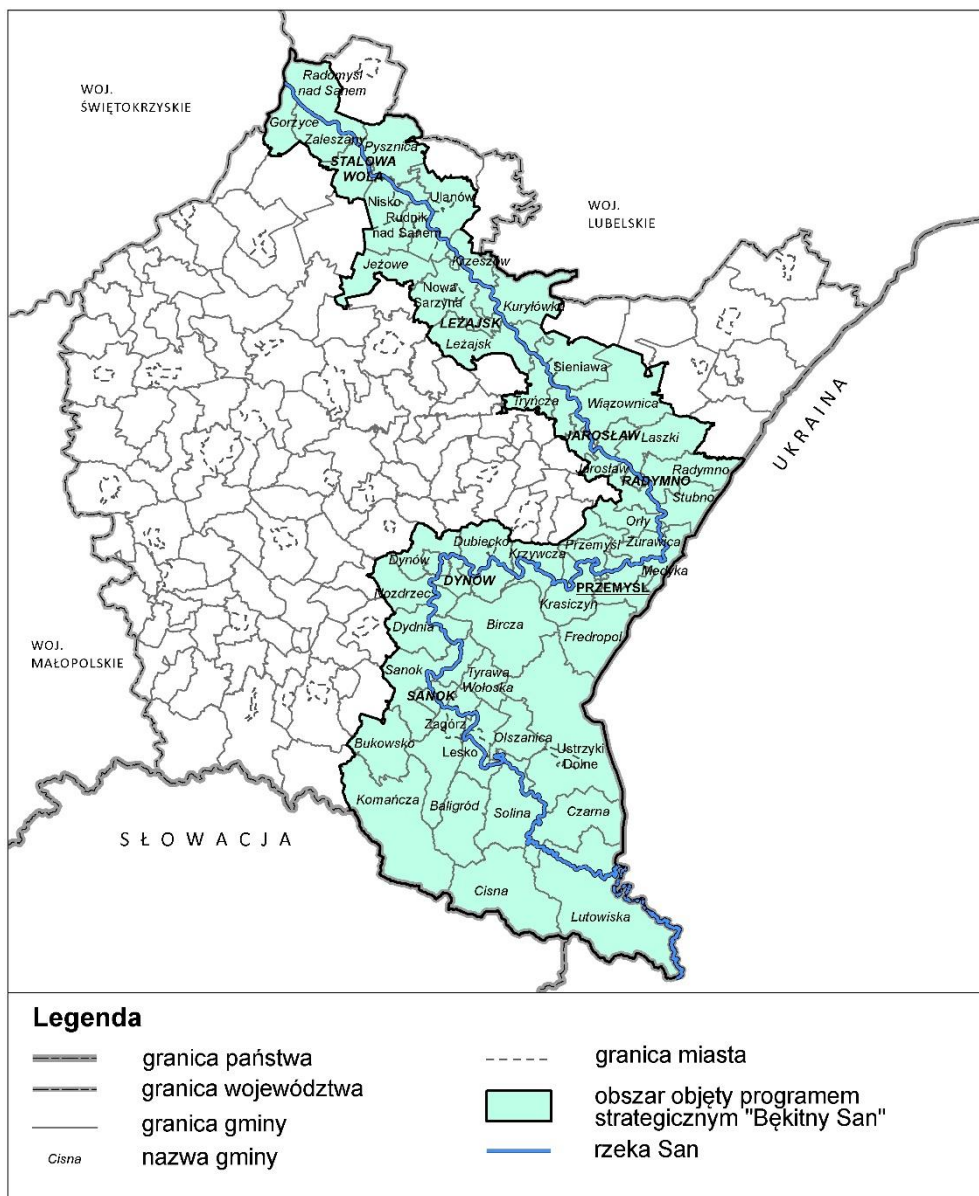 WOJ.
ŚWIĘTOKRZYSKIE
Radomyśl
nad Sanem
Gorzyce
Zaleszany
Pysznica
STALOWA
WOLA
Nisko
Ulanów
Rudnik
nad Sanem
WOJ.
LUBELSKIE
Jeżowe
Krzeszów
Nowa
Sarzyna
Kuryłówka
LEŻAJSK
Leżajsk
Sieniawa
Tryńcza
Wiązownica
UKRAINA
JAROSŁAW
Laszki
Jarosław
Radymno
RADYMNO
Stubno
Orły
Dubiecko
Krzywcza
Przemyśl
Żurawica
Dynów
DYNÓW
Medyka
PRZEMYŚL
Nozdrzec
Krasiczyn
Bircza
Dydnia
Fredropol
WOJ.
MAŁOPOLSKIE
Sanok
Tyrawa
Wołoska
SANOK
Zagórz
Olszanica
Bukowsko
Lesko
Ustrzyki
Dolne
Komańcza
Baligród
Solina
Czarna
SŁOWACJA
Cisna
Lutowiska
Legenda
granica państwa
granica województwa
granica gminy
Cisna nazwa gminy
granica miasta
obszar objęty programem
strategicznym "Bękitny San"
rzeka San